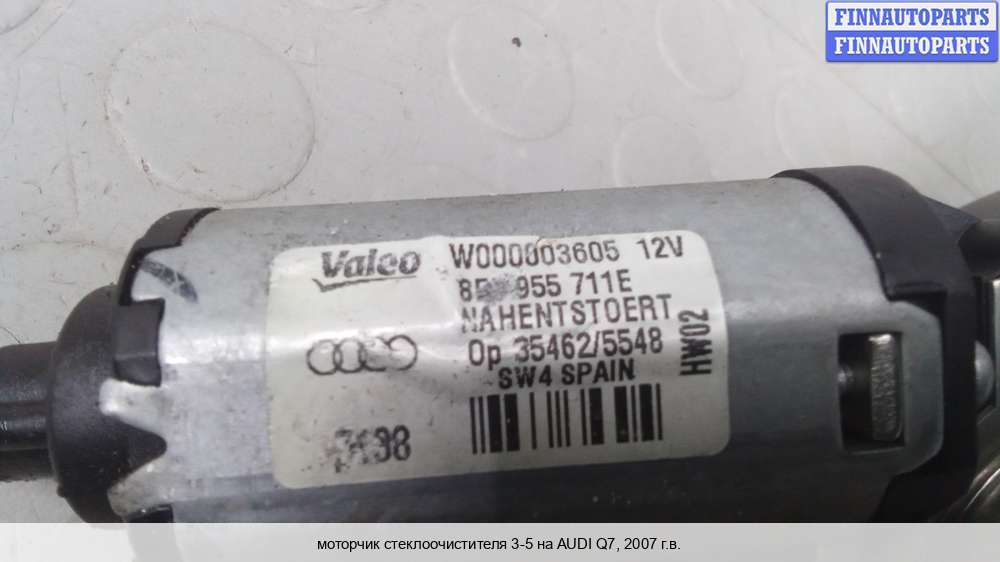 FINNAUTOPARTS
FINNAUTOPARTS
Valeo W000003605 12V
955 711E
NAHENTSTOERT
Op 35462/5548
SW4 SPAIN
HW02
моторчик стеклоочистителя 3-5 на AUDI Q7, 2007 г.в.